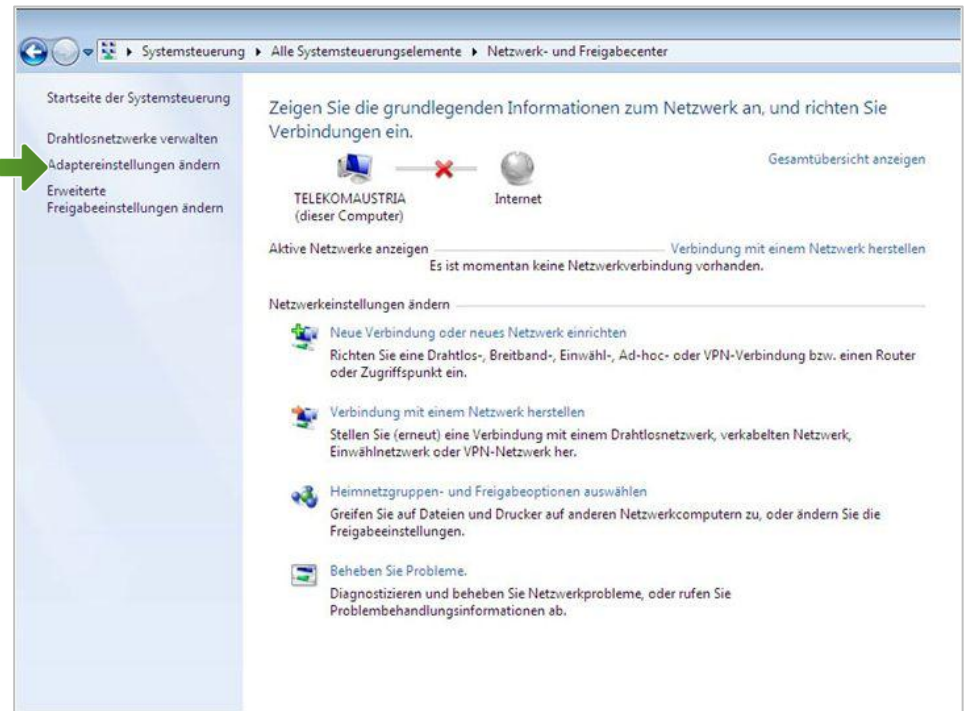 Systemsteuerung ▸ Alle Systemsteuerungselemente ▸ Netzwerk- und Freigabecenter
Startseite der Systemsteuerung
Drahtlosnetzwerke verwalten
Adaptereinstellungen ändern
Erweiterte
Freigabeeinstellungen ändern
Zeigen Sie die grundlegenden Informationen zum Netzwerk an, und richten Sie
Verbindungen ein.
Gesamtübersicht anzeigen
TELEKOMAUSTRIA
(dieser Computer)
Internet
Aktive Netzwerke anzeigen
Verbindung mit einem Netzwerk herstellen
Es ist momentan keine Netzwerkverbindung vorhanden.
Netzwerkeinstellungen ändern
Neue Verbindung oder neues Netzwerk einrichten
Richten Sie eine Drahtlos-, Breitband-, Einwähl-, Ad-hoc- oder VPN-Verbindung bzw. einen Router
oder Zugriffspunkt ein.
Verbindung mit einem Netzwerk herstellen
Stellen Sie (erneut) eine Verbindung mit einem Drahtlosnetzwerk, verkabelten Netzwerk,
Einwählnetzwerk oder VPN-Netzwerk her.
Heimnetzgruppen- und Freigabeoptionen auswählen
Greifen Sie auf Dateien und Drucker auf anderen Netzwerkcomputern zu, oder ändern Sie die
Freigabeeinstellungen.
Beheben Sie Probleme.
Diagnostizieren und beheben Sie Netzwerkprobleme, oder rufen Sie
Problembehandlungsinformationen ab.